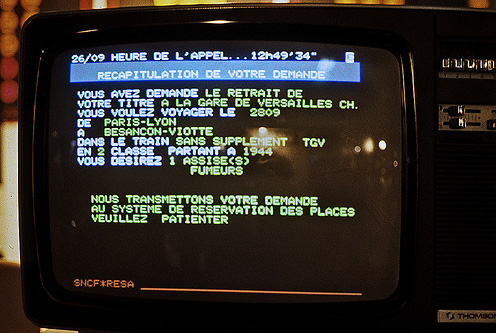 26/09 HEURE DE L'APPEL...12h49'34"
RECAPITULATION DE VOTRE DEMANDE
VOUS AVEZ DEMANDE LE RETRAIT DE
VOTRE TITRE A LA GARE DE VERSAILLES CH.
VOUS VOULEZ VOYAGER LE 2809
DE PARIS-LYON
A BESANCON-VIOTTE
DANS LE TRAIN SANS SUPPLEMENT TGV
EN 2 CLASSE PARTANT A 1944
VOUS DESIREZ 1 ASSISE(S)
FUMEURS
NOUS TRANSMETTONS VOTRE DEMANDE
AU SYSTEME DE RESERVATION DES PLACES
VEUILLEZ PATIENTER
SNCF*RESA
THOMSON